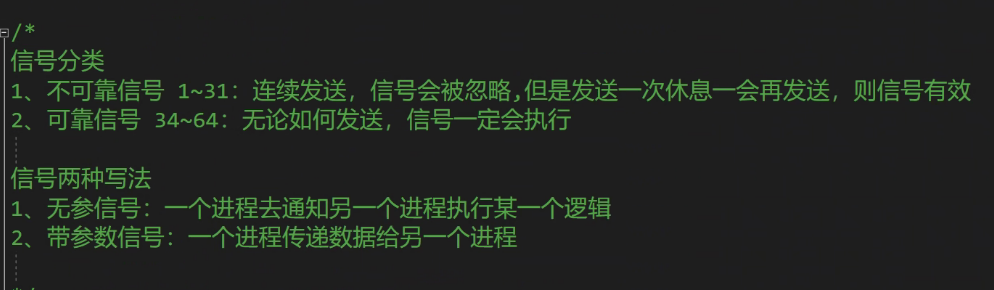 /*
信号分类
1、不可靠信号 1~31：连续发送，信号会被忽略,但是发送一次休息一会再发送，则信号有效
2、可靠信号 34~64：无论如何发送，信号一定会执行
信号两种写法
1、无参信号：一个进程去通知另一个进程执行某一个逻辑
2、带参数信号：一个进程传递数据给另一个进程